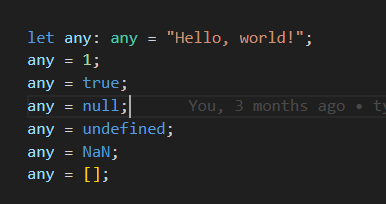 let any: any = "Hello, world!";
any = 1;
any = true;
any = null; You, 3 months ago •
any = undefined;
any = NaN;
any = [];